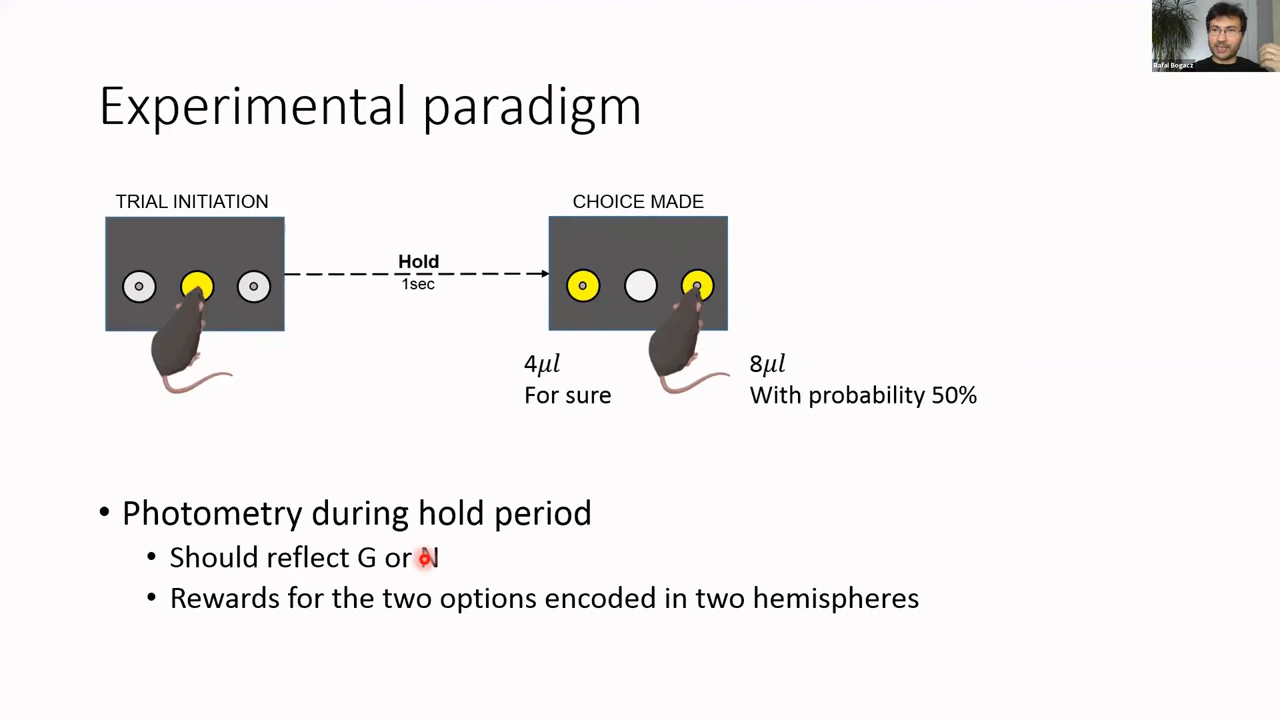 Rafal Bogacz
Experimental paradigm
TRIAL INITIATION
CHOICE MADE
Hold
1sec
4μl
For sure
8μl
With probability 50%
• Photometry during hold period
• Should reflect G or N
• Rewards for the two options encoded in two hemispheres